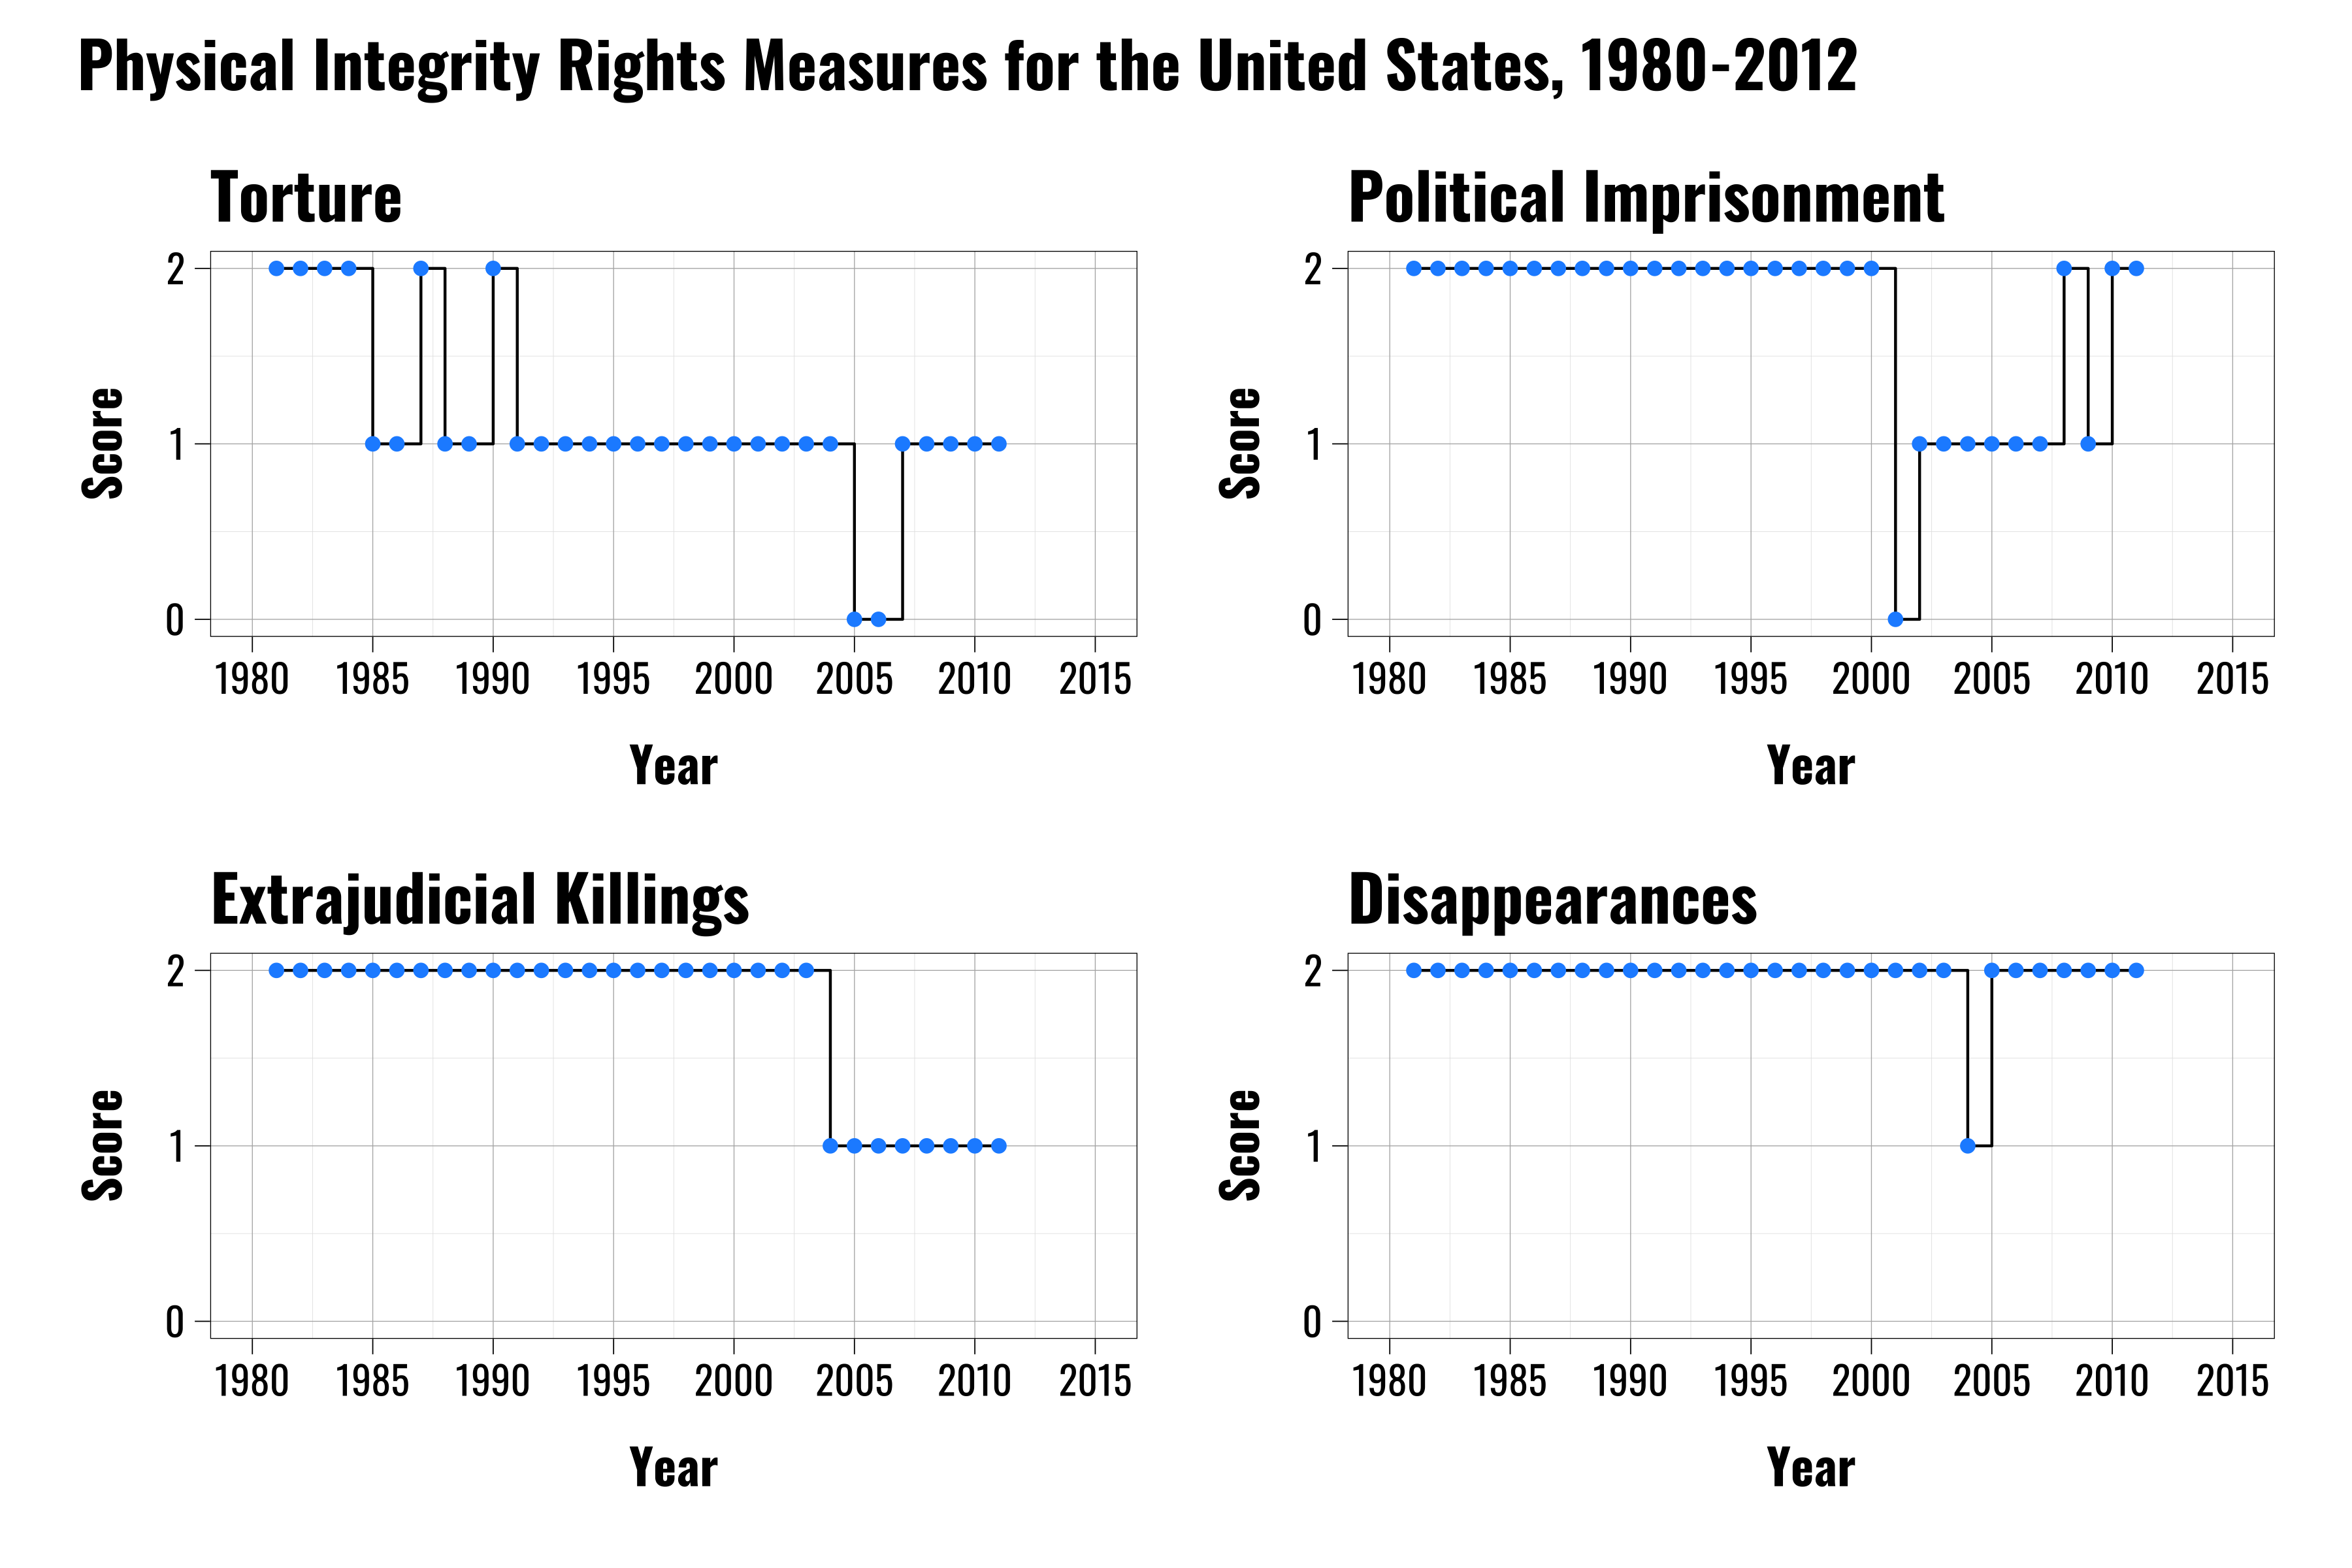 Physical Integrity Rights Measures for the United States, 1980-2012
Torture
2
1
0
Score
1980 1985 1990 1995 2000 2005 2010 2015
Year
Political Imprisonment
2
1
0
Score
1980 1985 1990 1995 2000 2005 2010 2015
Year
Extrajudicial Killings
2
1
0
Score
1980 1985 1990 1995 2000 2005 2010 2015
Year
Disappearances
2
1
0
Score
1980 1985 1990 1995 2000 2005 2010 2015
Year